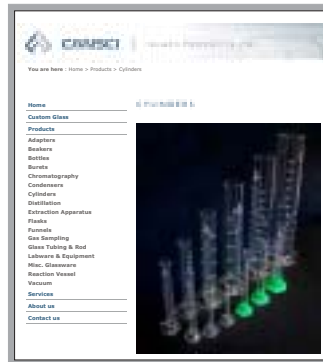 CANSCI
You are here : Home > Products > Cylinders
CYLINDERS
Home
Custom Glass
Products
Adapters
Beakers
Bottles
Burets
Chromatography
Condensers
Cylinders
Distillation
Extraction Apparatus
Flasks
Funnels
Gas Sampling
Glass Tubing & Rod
Labware & Equipment
Misc. Glassware
Reaction Vessel
Vacuum
Services
About us
Contact us